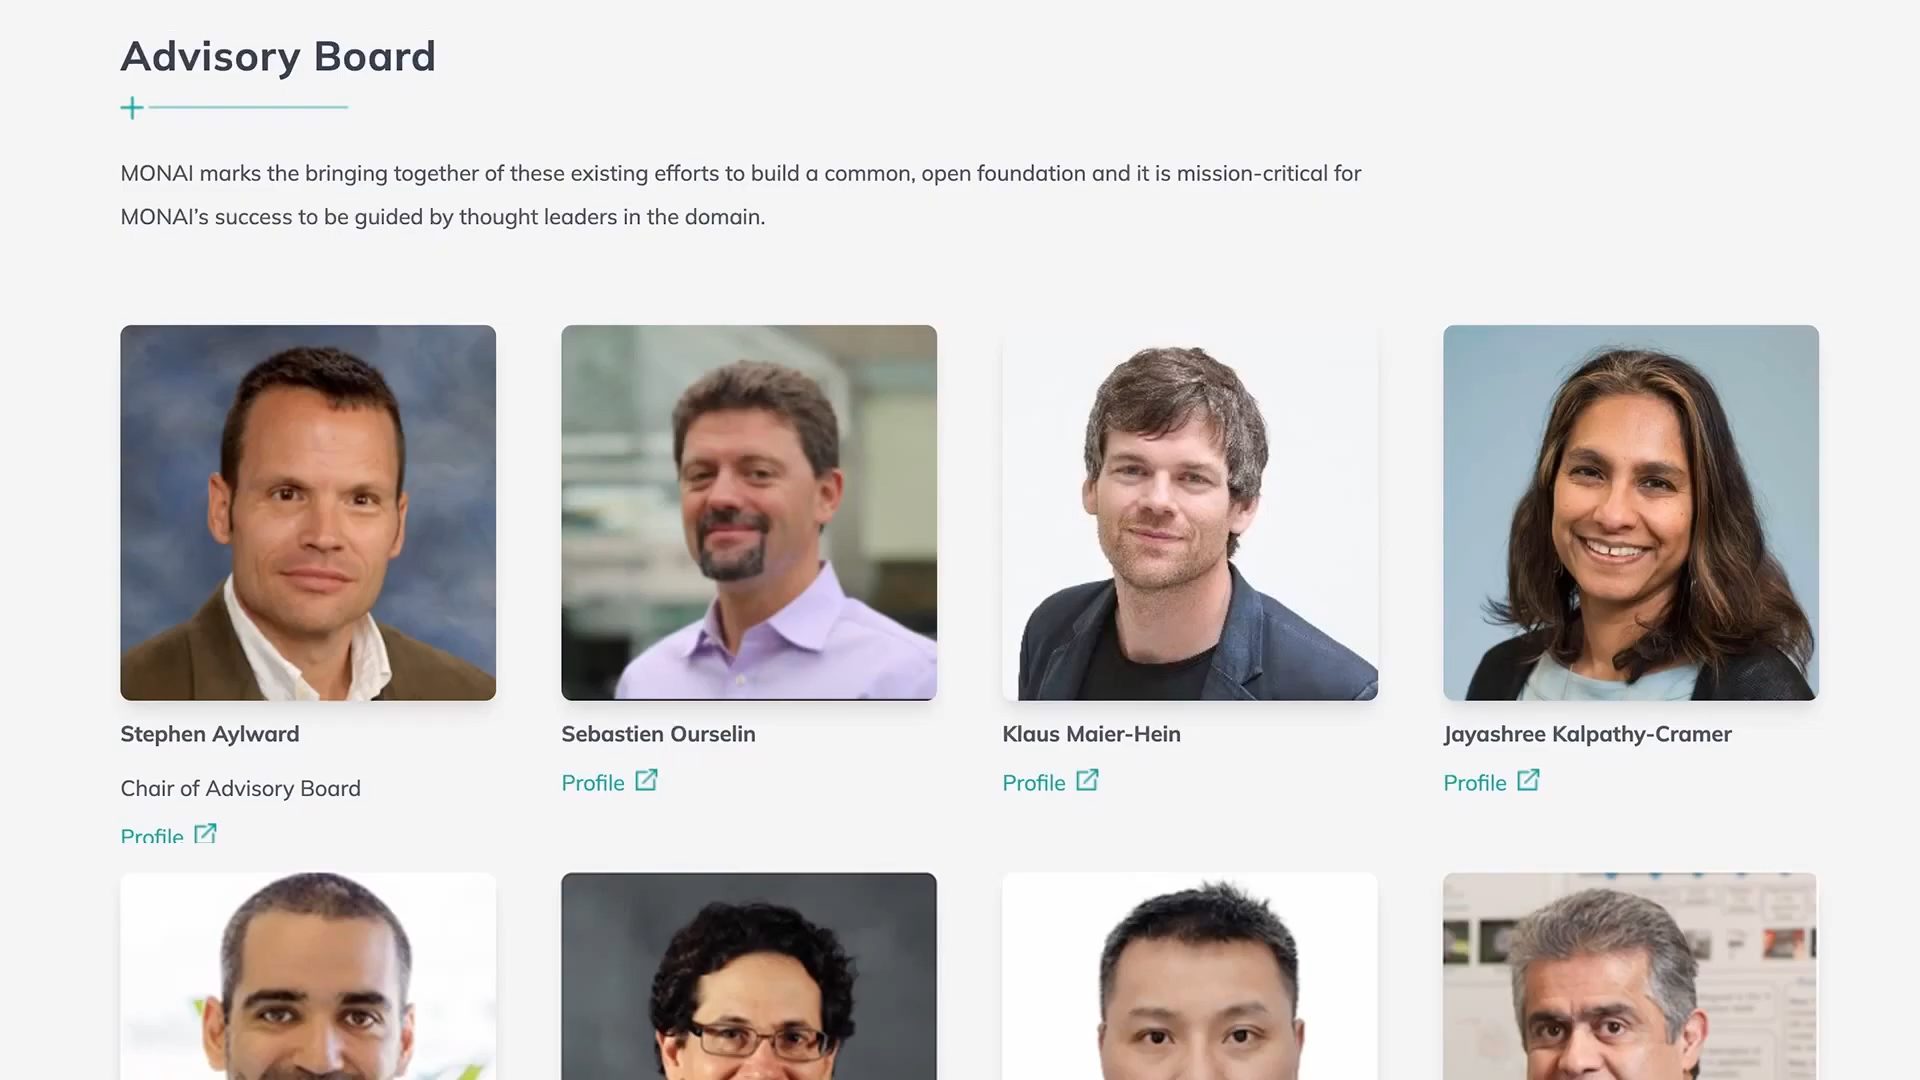 Advisory Board
MONAI marks the bringing together of these existing efforts to build a common, open foundation and it is mission-critical for
MONAI’s success to be guided by thought leaders in the domain.
Stephen Aylward
Sebastien Ourselin
Klaus Maier-Hein
Jayashree Kalpathy-Cramer
Chair of Advisory Board
Profile
Profile
Profile
Profile